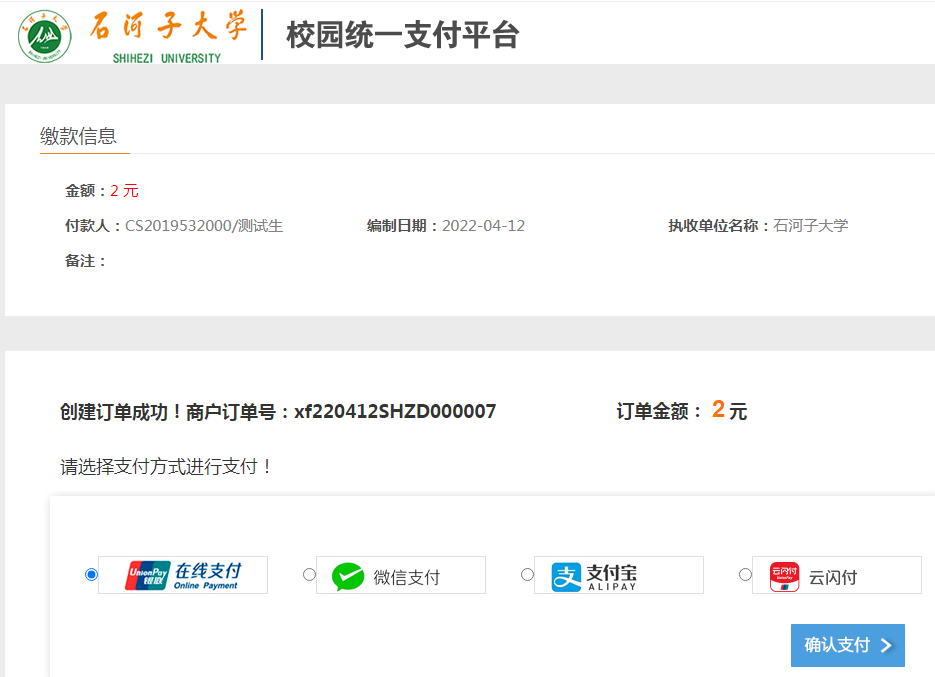 石河子大学
SHIHEZI UNIVERSITY
校园统一支付平台
缴款信息
金额：2 元
付款人：CS2019532000/测试生 编制日期：2022-04-12 执收单位名称：石河子大学
备注：
创建订单成功！商户订单号：xf220412SHZD000007 订单金额： 2 元
请选择支付方式进行支付！
UnionPay 银联 在线支付 Online Payment 微信支付 支付宝 ALIPAY 云闪付 云闪付
确认支付